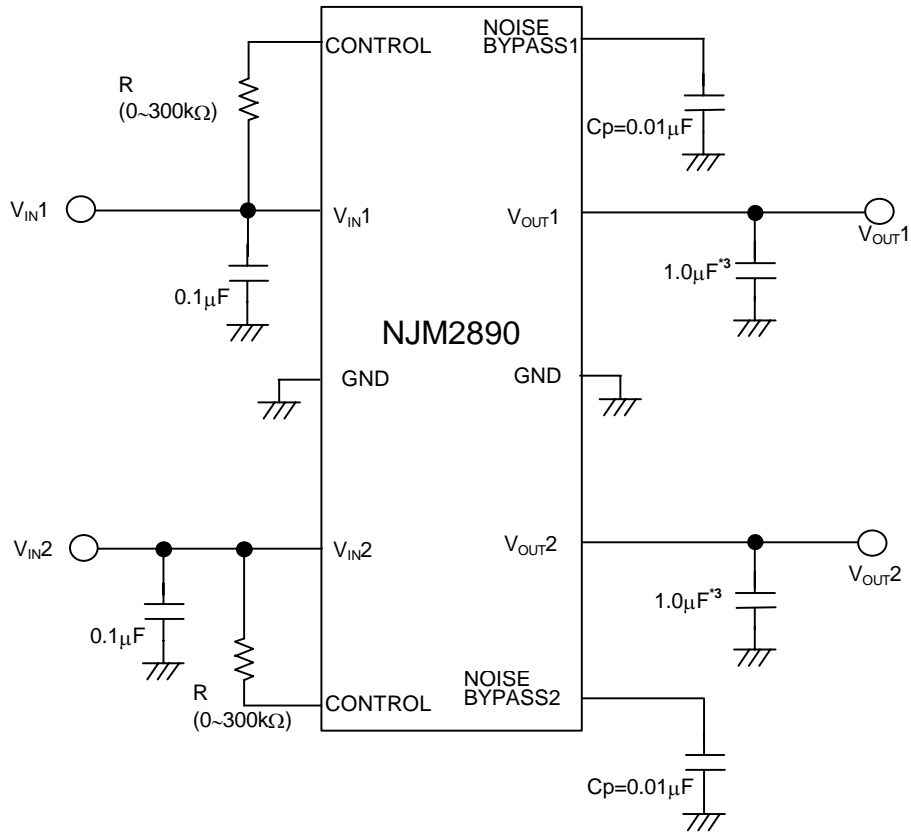 CONTROL
NOISE
BYPASS1
R
(0~300kΩ)
Cp=0.01μF
VIN1
VIN1
VOUT1
VOUT1
0.1μF
1.0μF*3
NJM2890
GND
GND
VIN2
VIN2
VOUT2
VOUT2
0.1μF
1.0μF*3
R
(0~300kΩ)
CONTROL
NOISE
BYPASS2
Cp=0.01μF